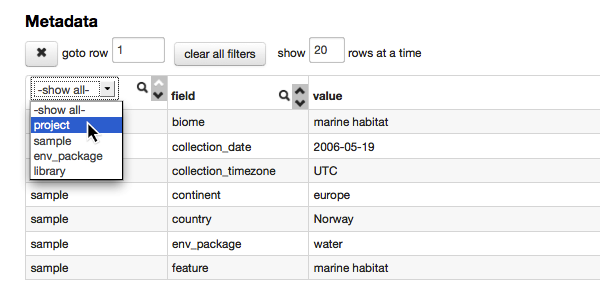 Metadata
✖ goto row 1 clear all filters show 20 rows at a time
-show all- field value
-show all-
project biome marine habitat
sample collection_date 2006-05-19
env_package
library collection_timezone UTC
sample continent europe
sample country Norway
sample env_package water
sample feature marine habitat